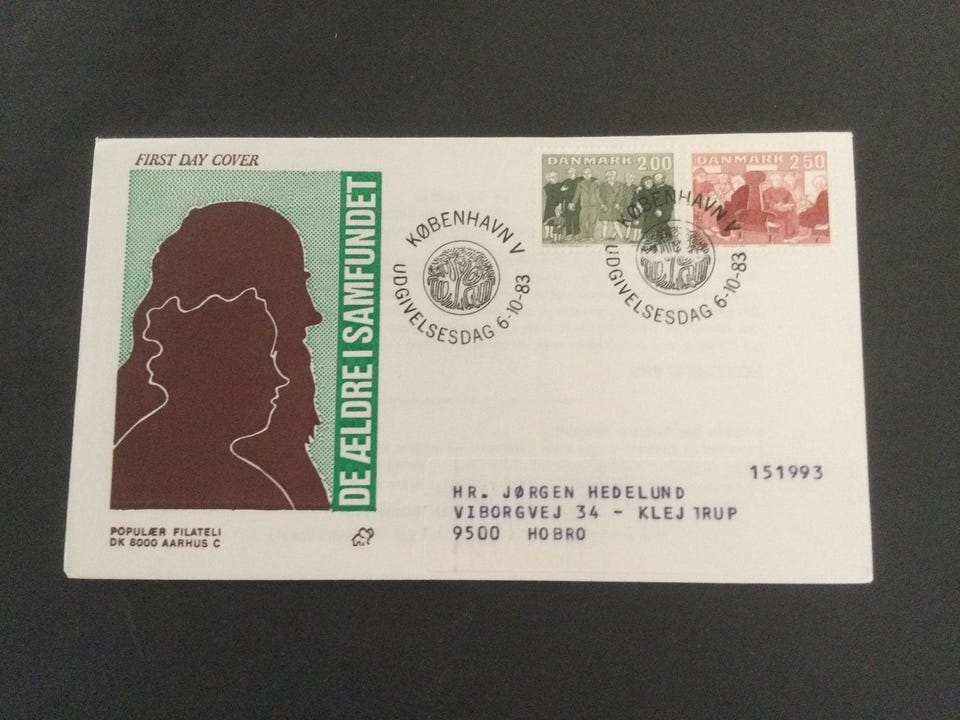 FIRST DAY COVER
DE ÆLDRE I SAMFUNDET
POPULÆR FILATELI
DK 8000 AARHUS C
KØBENHAVN V
UDGIVELSESDAG 6-10-83
DANMARK 2.00
DANMARK 2.50
KØBENHAVN V
UDGIVELSESDAG 6-10-83
151993
HR. JØRGEN HEDELUND
VIBORGVEJ 34 - KLEJTRUP
9500 HOBRO